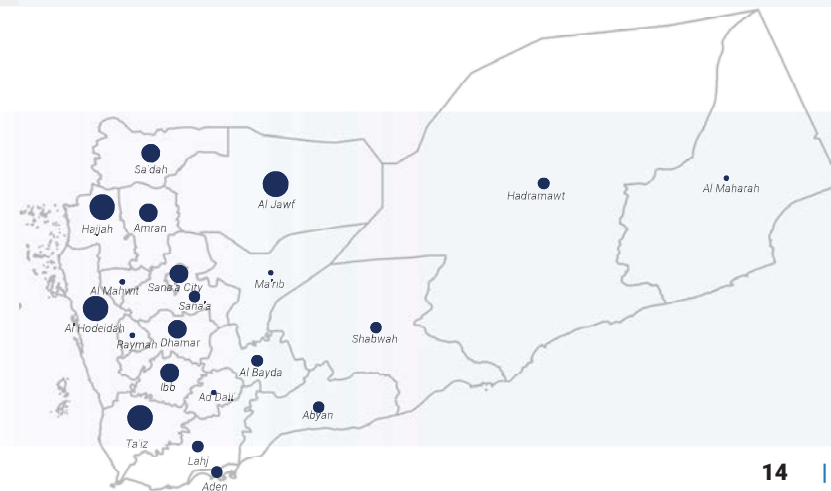 Sa'dah
Al Jawf
Hadramawt
Al Maharah
Hajjah
Amran
Al Mahwit
Sana'a City
Ma'rib
Sana'a
Al Hodeidah
Raymah
Dhamar
Shabwah
Al Bayda
Ibb
Ad Dali
Abyan
Ta'iz
Lahj
Aden
14 |